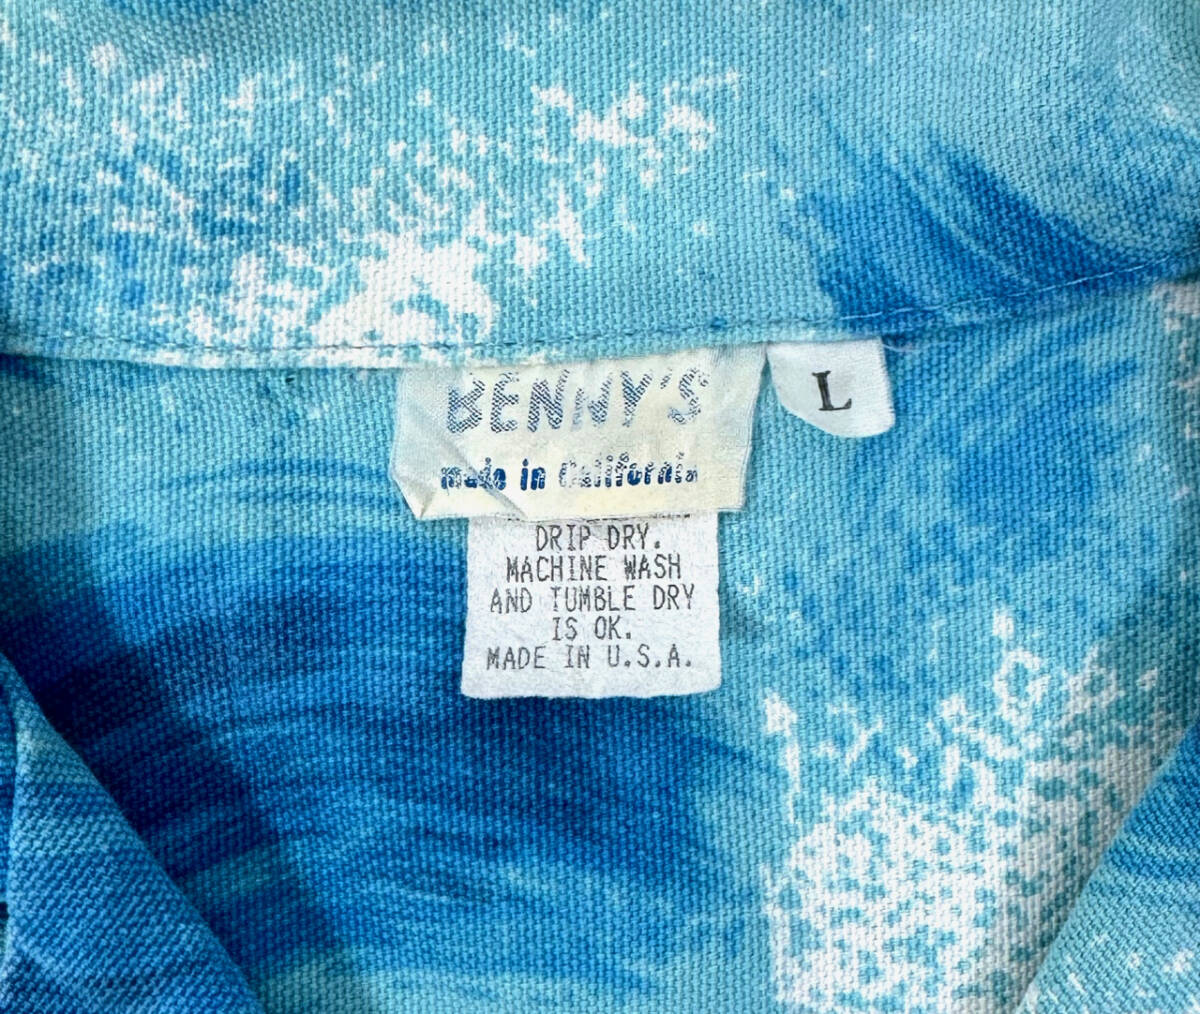 BENNY'S
made in California
L
DRIP DRY.
MACHINE WASH
AND TUMBLE DRY
IS OK.
MADE IN U.S.A.